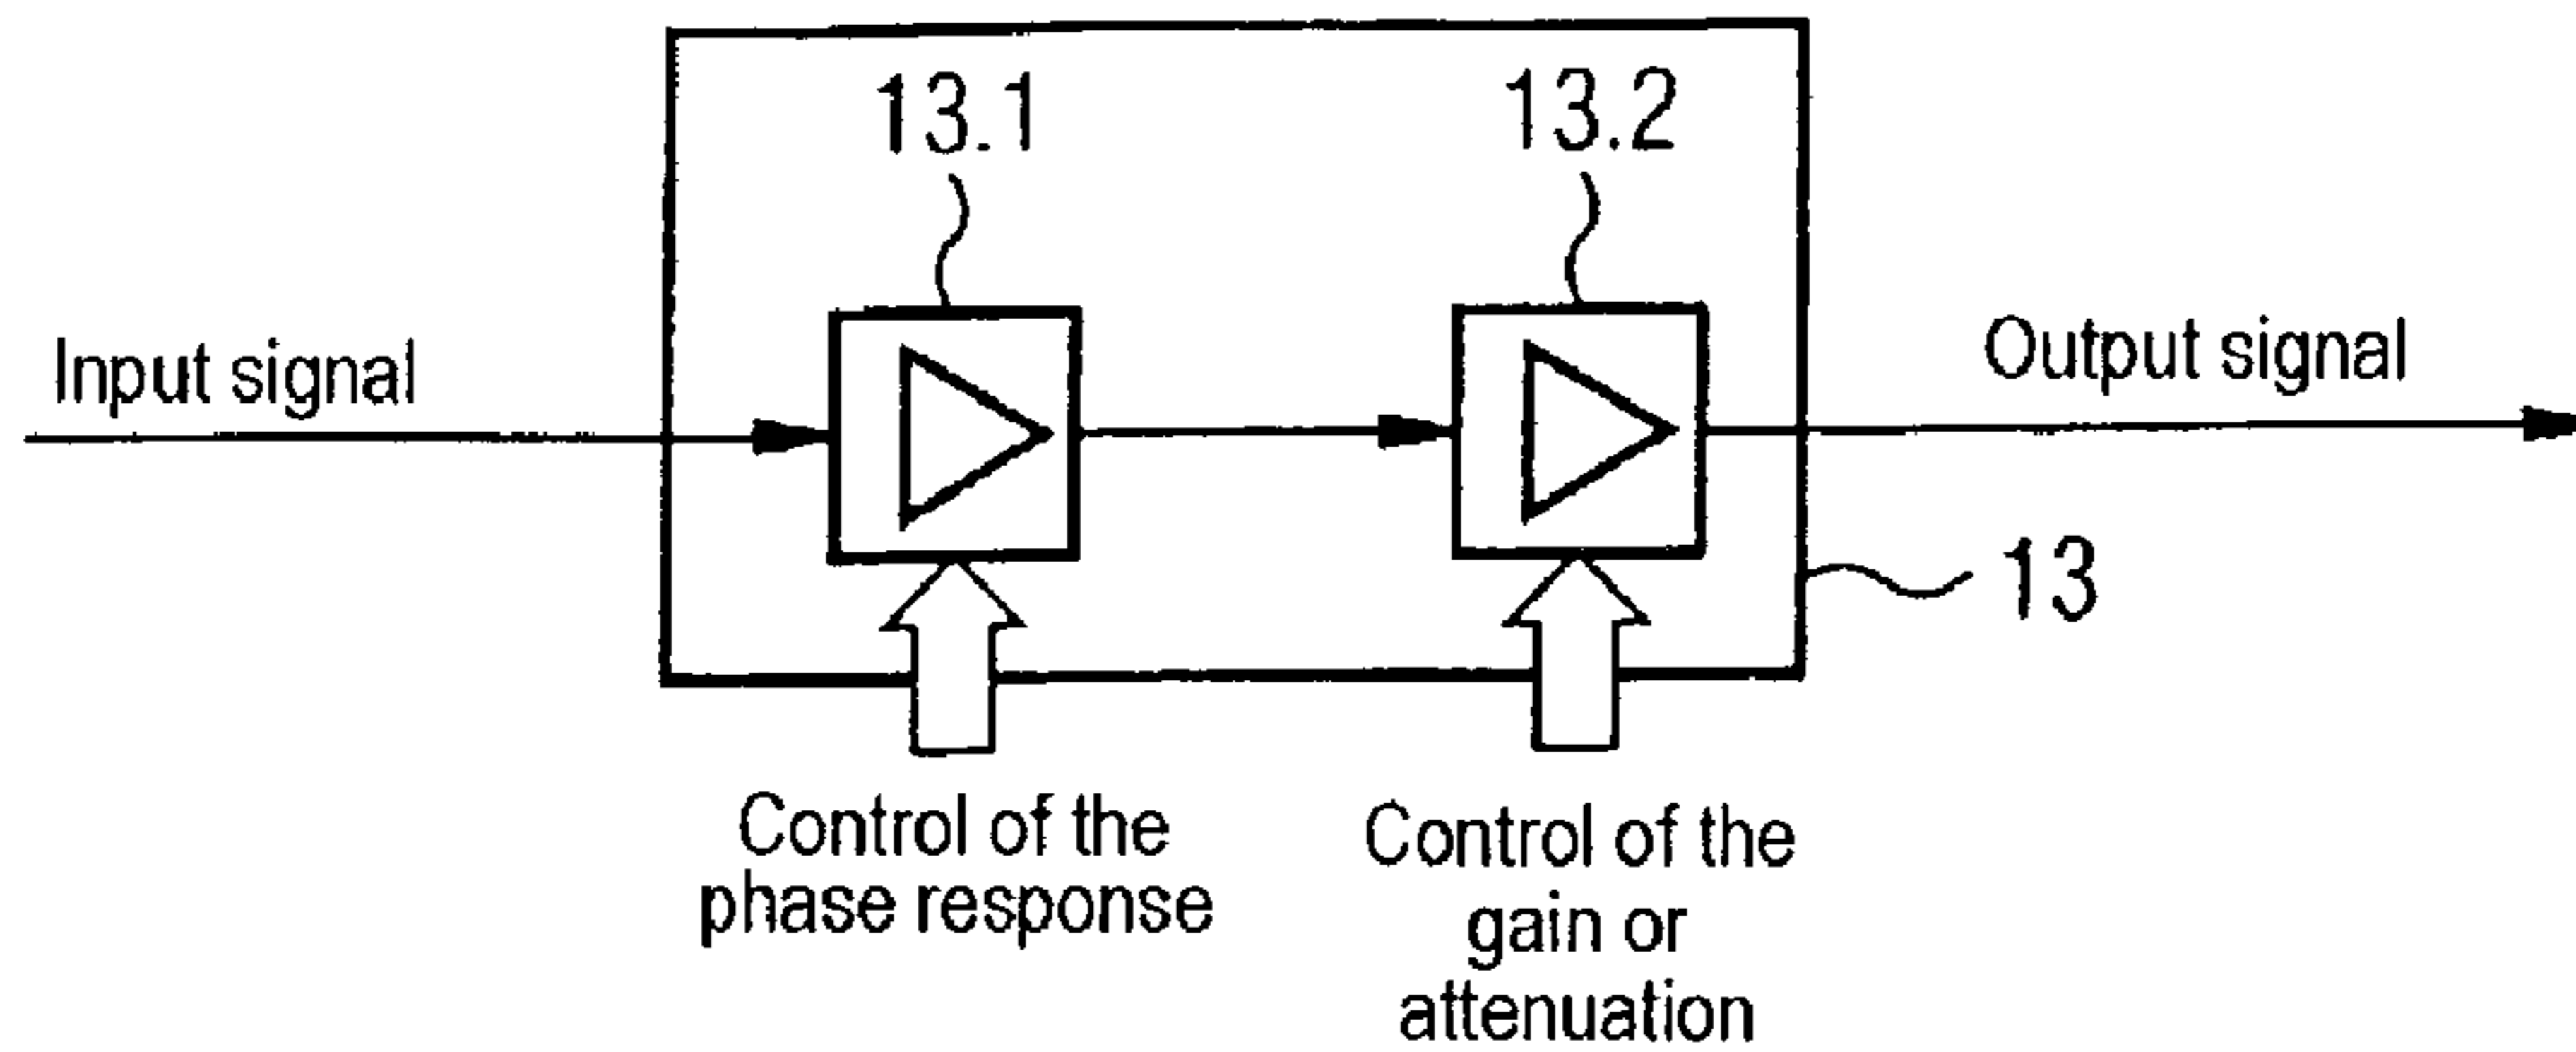 13.1
13.2
Input signal
Output signal
13
Control of the
phase response
Control of the
gain or
attenuation